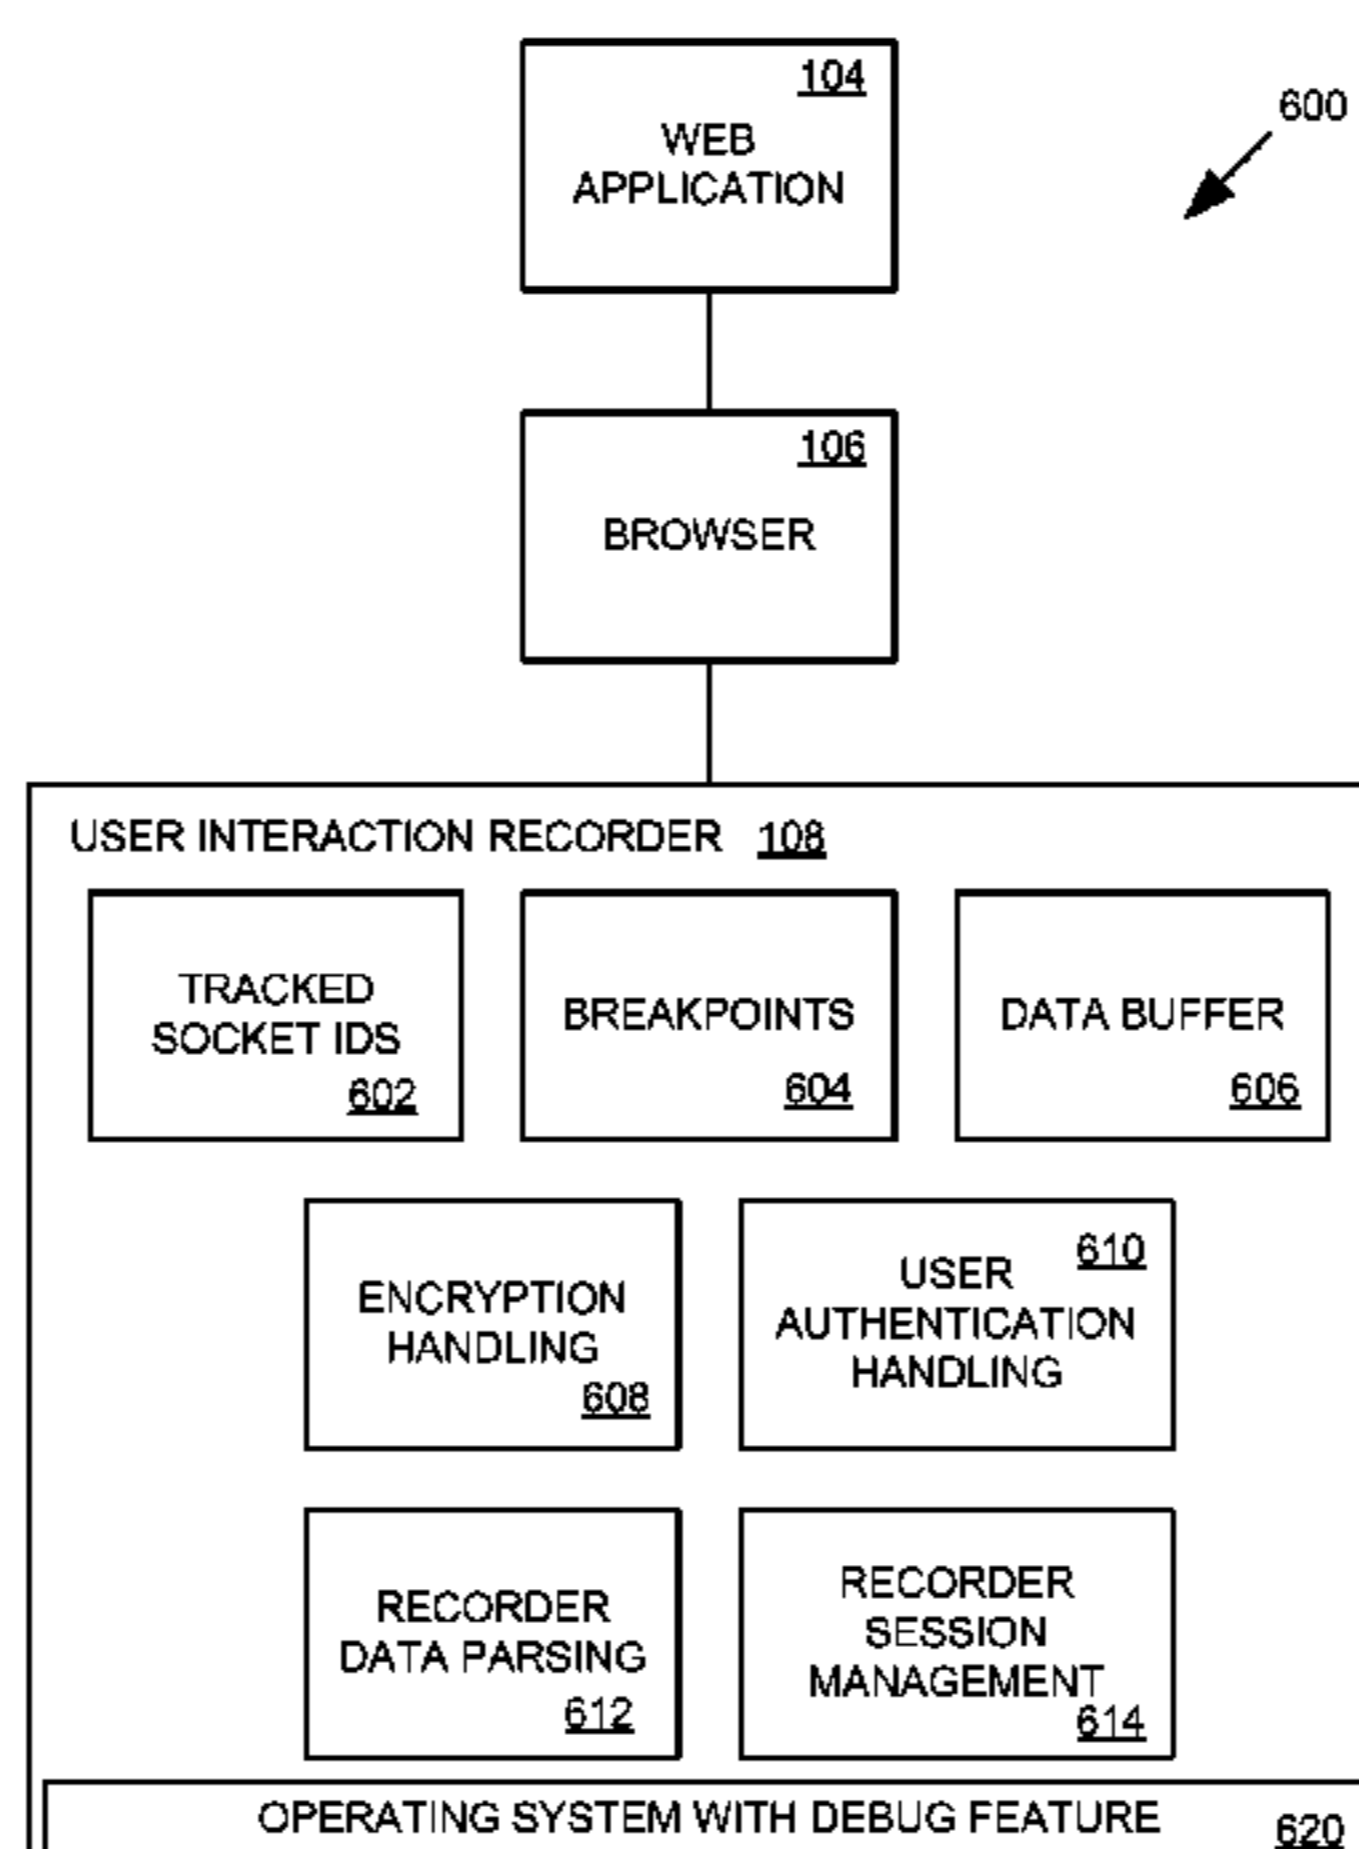 104
WEB
APPLICATION
600
106
BROWSER
USER INTERACTION RECORDER 108
TRACKED
SOCKET IDS
602
BREAKPOINTS
604
DATA BUFFER
606
ENCRYPTION
HANDLING
608
610
USER
AUTHENTICATION
HANDLING
RECORDER
DATA PARSING
612
RECORDER
SESSION
MANAGEMENT
614
OPERATING SYSTEM WITH DEBUG FEATURE 620